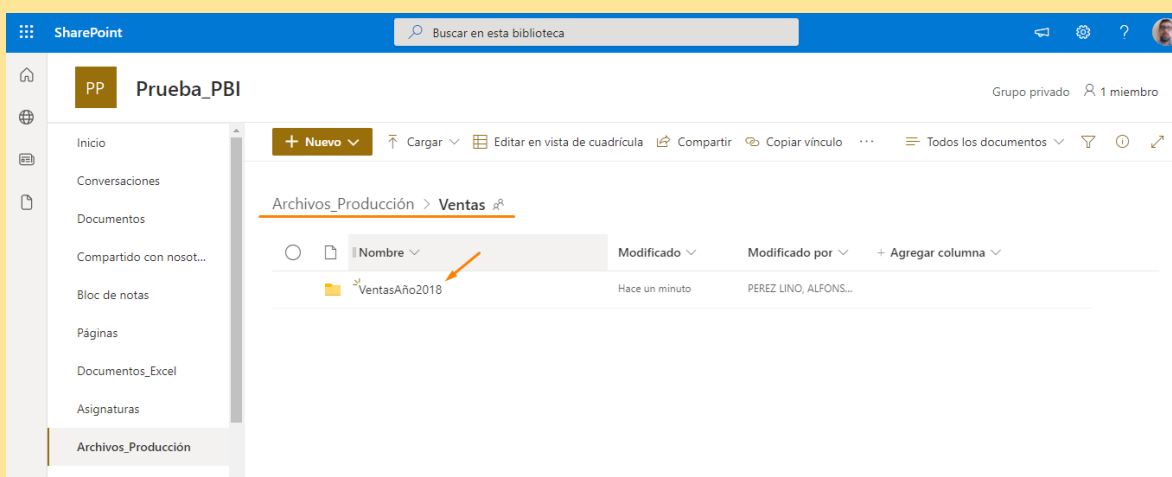 SharePoint
Buscar en esta biblioteca
?
PP
Prueba_PBI
Grupo privado 1 miembro
Inicio
Conversaciones
Documentos
Compartido con nosot...
Bloc de notas
Páginas
Documentos_Excel
Asignaturas
Archivos_Producción
+ Nuevo Cargar Editar en vista de cuadrícula Compartir Copiar vínculo ... Todos los documentos
Archivos_Producción > Ventas
Nombre Modificado Modificado por + Agregar columna
VentasAño2018 Hace un minuto PEREZ LINO, ALFONS...